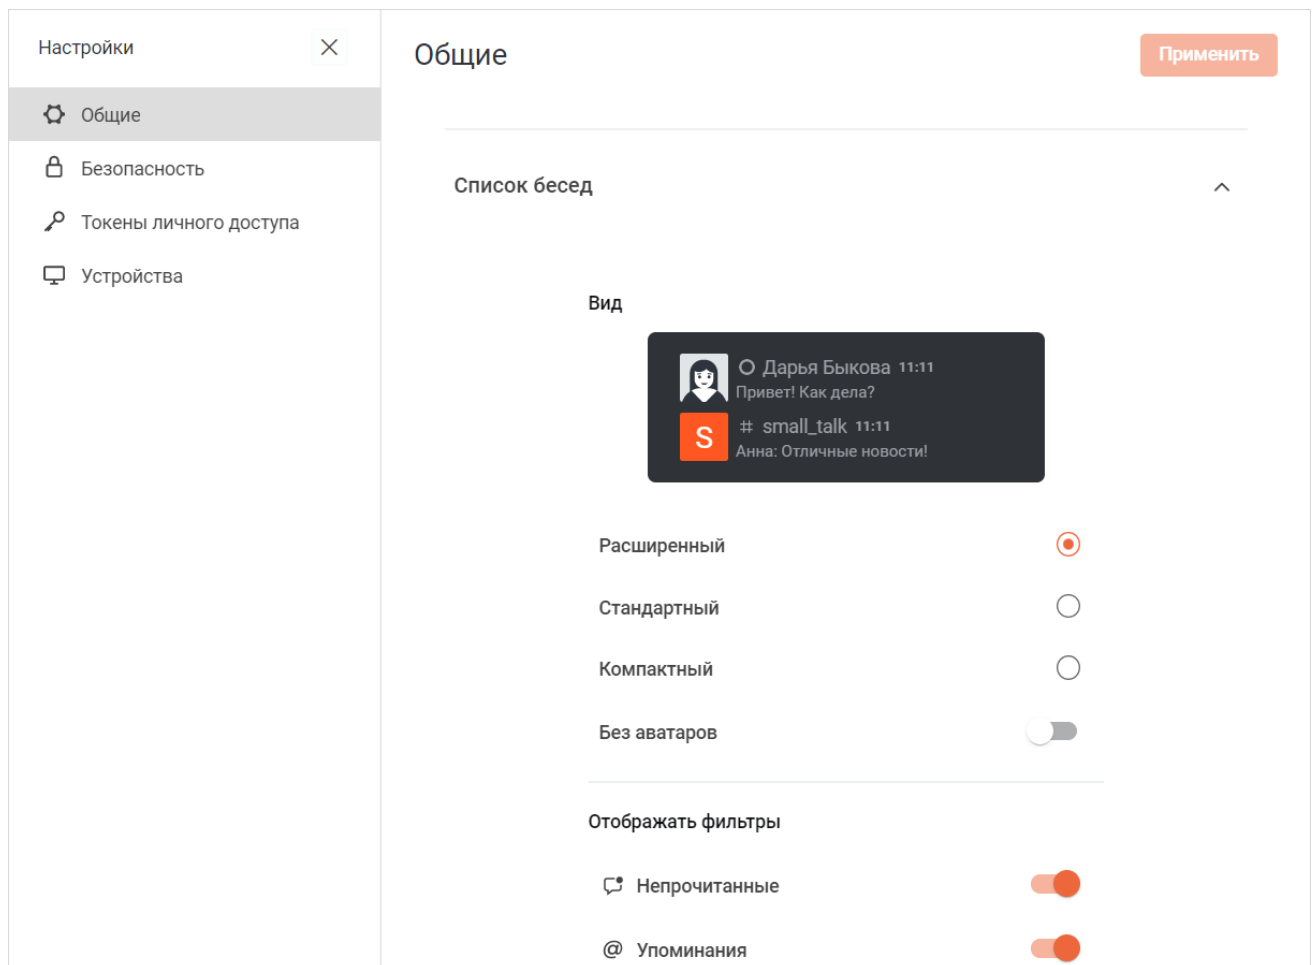 Настройки
Общие
Безопасность
Токены личного доступа
Устройства
Общие
Применить
Список бесед
Вид
Дарья Быкова 11:11
Привет! Как дела?
S
# small_talk 11:11
Анна: Отличные новости!
Расширенный
Стандартный
Компактный
Без аватаров
Отображать фильтры
Непрочитанные
@ Упоминания